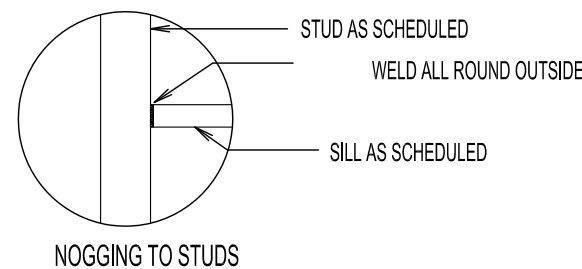 STUD AS SCHEDULED
WELD ALL ROUND OUTSIDE
SILL AS SCHEDULED
NOGGING TO STUDS